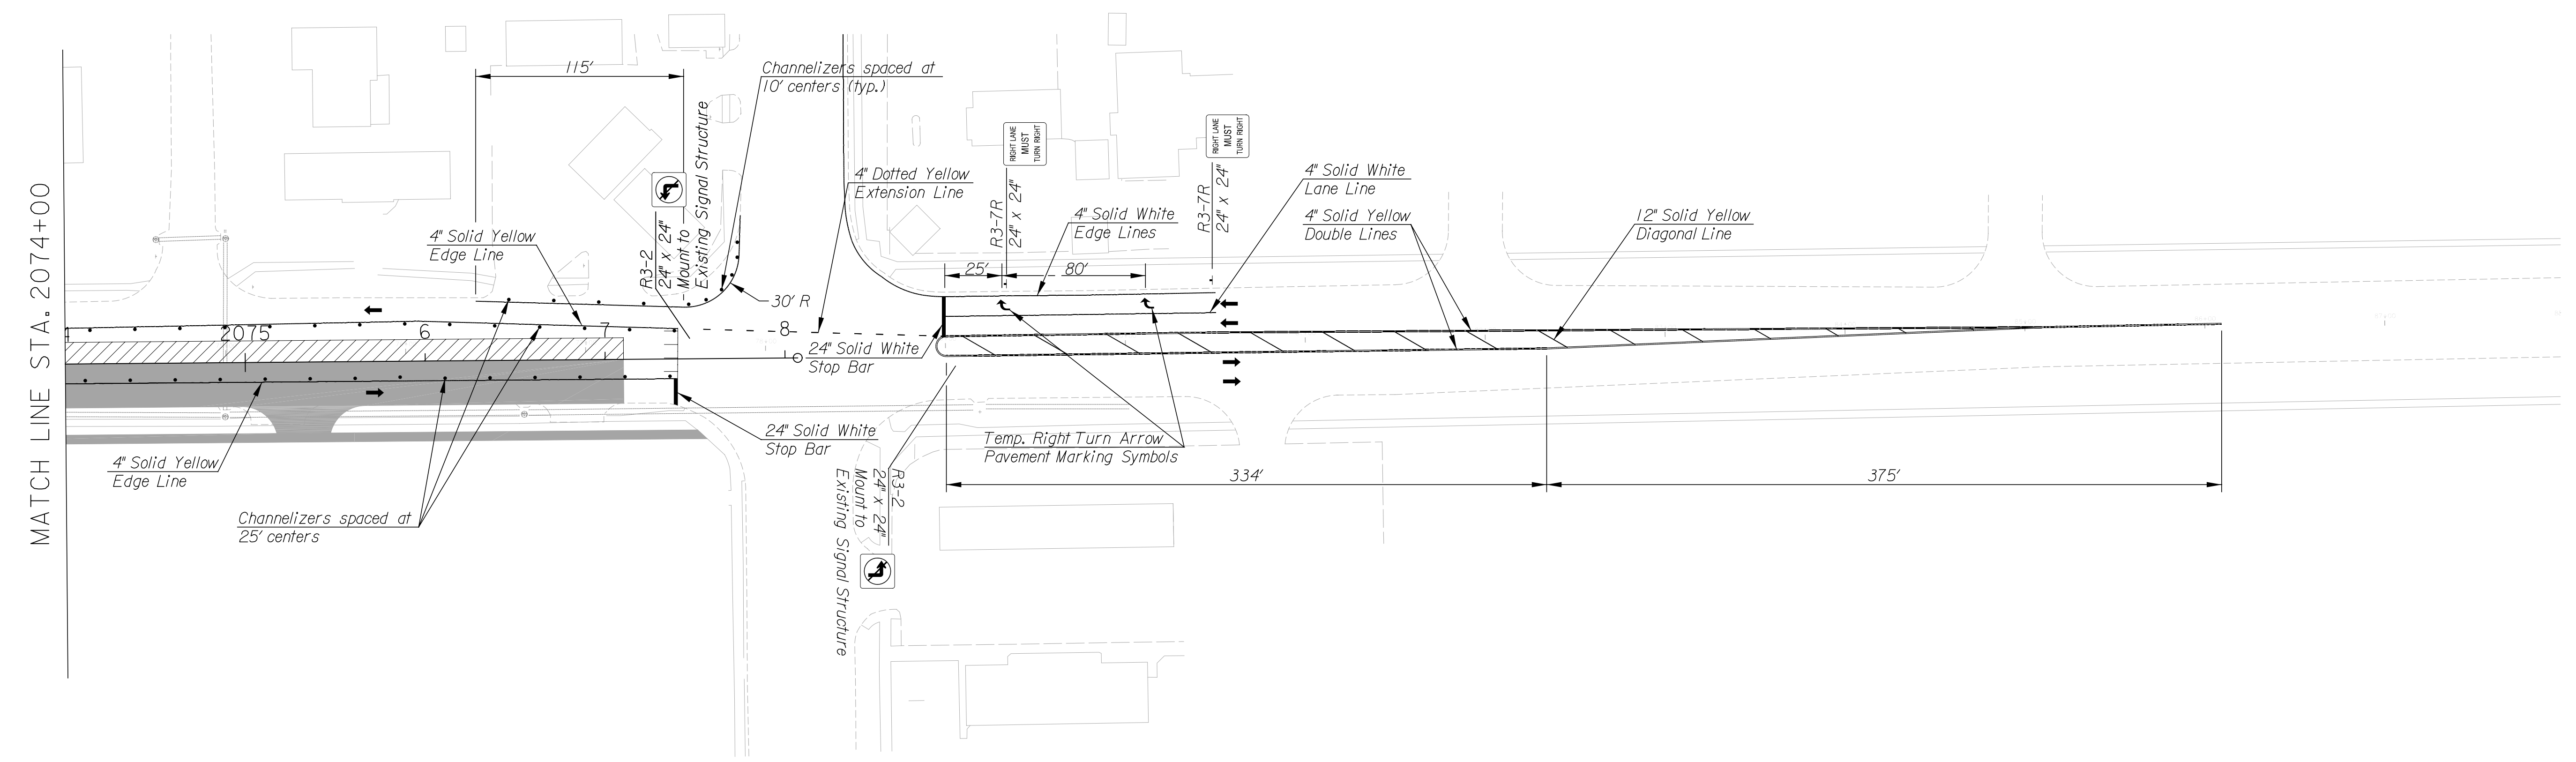 MATCH LINE STA. 2074+00
115'
Channelizers spaced at
10' centers (typ.)
4" Solid Yellow
Edge Line
R3-2
24" x 24"
Mount to
Existing Signal Structure
30' R
4" Dotted Yellow
Extension Line
RIGHT LANE
MUST
TURN RIGHT
R3-7R
24" x 24"
RIGHT LANE
MUST
TURN RIGHT
R3-7R
24" x 24"
4" Solid White
Edge Lines
25'
80'
4" Solid White
Lane Line
4" Solid Yellow
Double Lines
12" Solid Yellow
Diagonal Line
2075
6
7
8
24" Solid White
Stop Bar
24" Solid White
Stop Bar
4" Solid Yellow
Edge Line
Channelizers spaced at
25' centers
R3-2
24" x 24"
Mount to
Existing Signal Structure
Temp. Right Turn Arrow
Pavement Marking Symbols
334'
375'